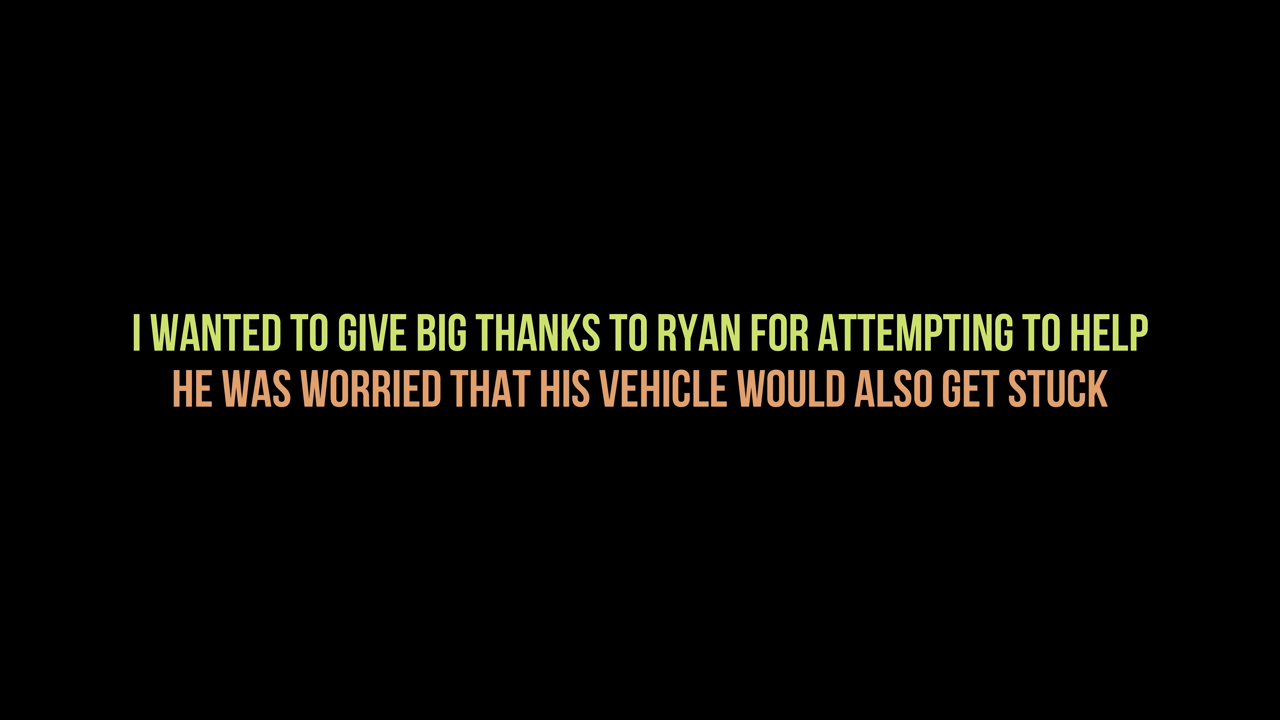 I WANTED TO GIVE BIG THANKS TO RYAN FOR ATTEMPTING TO HELP
HE WAS WORRIED THAT HIS VEHICLE WOULD ALSO GET STUCK